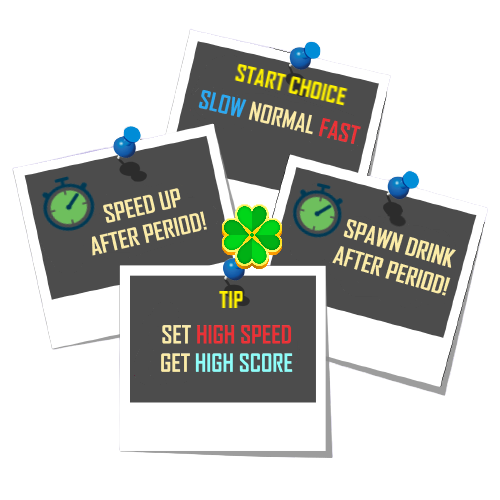 START CHOICE
SLOW NORMAL FAST
SPEED UP
AFTER PERIOD!
SPAWN DRINK
AFTER PERIOD!
TIP
SET HIGH SPEED
GET HIGH SCORE